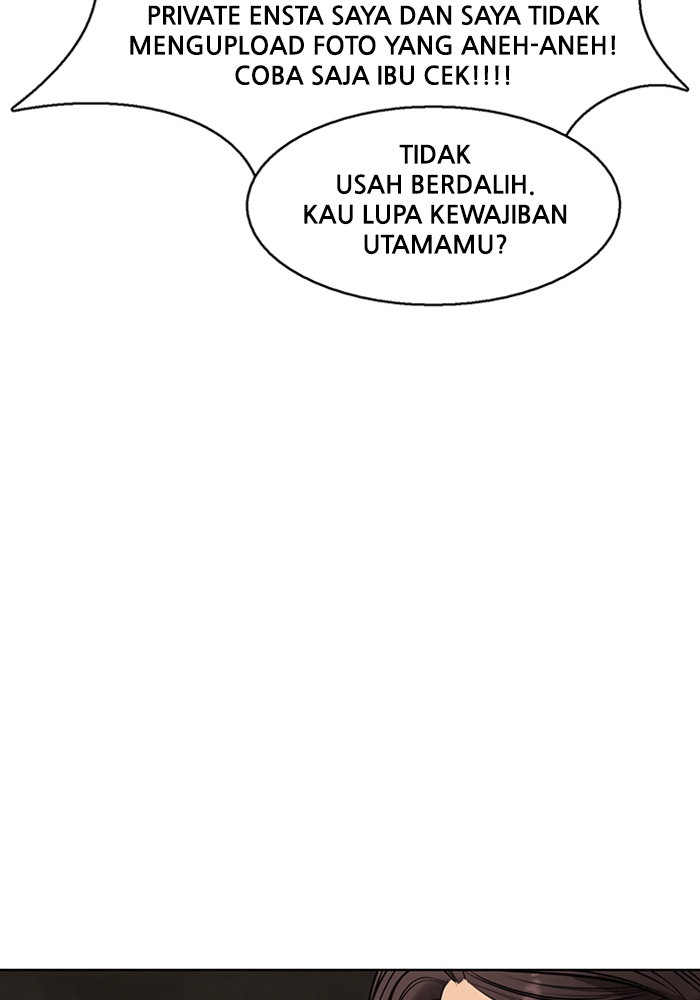 PRIVATE ENSTA SAYA DAN SAYA TIDAK
MENGUPLOAD FOTO YANG ANEH-ANEH!
COBA SAJA IBU CEK!!!!
TIDAK
USAH BERDALIH.
KAU LUPA KEWAJIBAN
UTAMAMU?